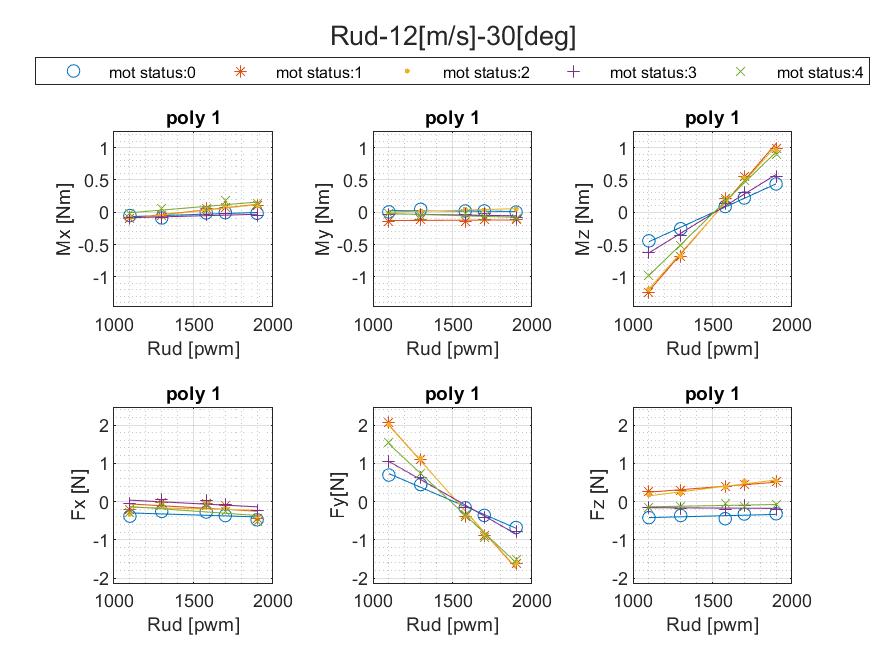 Rud-12[m/s]-30[deg]
mot status:0 mot status:1 mot status:2 mot status:3 mot status:4
poly 1 poly 1 poly 1
Mx [Nm] 1 0.5 0 -0.5 -1
My [Nm] 1 0.5 0 -0.5 -1
Mz [Nm] 1 0.5 0 -0.5 -1
1000 1500 2000 1000 1500 2000 1000 1500 2000
Rud [pwm] Rud [pwm] Rud [pwm]
poly 1 poly 1 poly 1
Fx [N] 2 1 0 -1 -2
Fy[N] 2 1 0 -1 -2
Fz [N] 2 1 0 -1 -2
1000 1500 2000 1000 1500 2000 1000 1500 2000
Rud [pwm] Rud [pwm] Rud [pwm]